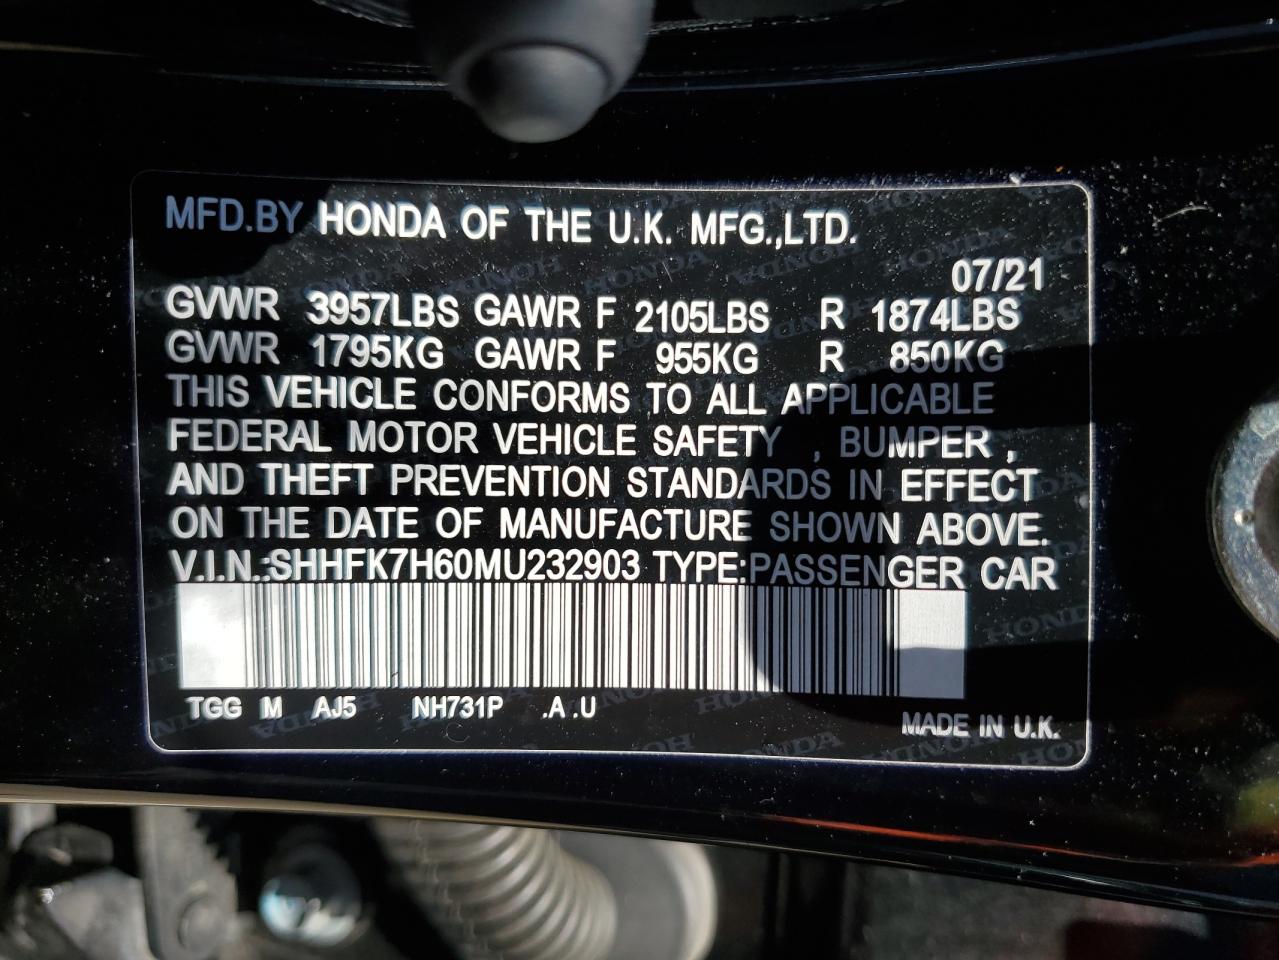 MFD.BY HONDA OF THE U.K. MFG.,LTD.
07/21
GVWR 3957LBS GAWR F 2105LBS R 1874LBS
GVWR 1795KG GAWR F 955KG R 850KG
THIS VEHICLE CONFORMS TO ALL APPLICABLE
FEDERAL MOTOR VEHICLE SAFETY , BUMPER ,
AND THEFT PREVENTION STANDARDS IN EFFECT
ON THE DATE OF MANUFACTURE SHOWN ABOVE.
V.I.N.:SHHFK7H60MU232903 TYPE:PASSENGER CAR
TGG M AJ5 NH731P .A .U
MADE IN U.K.